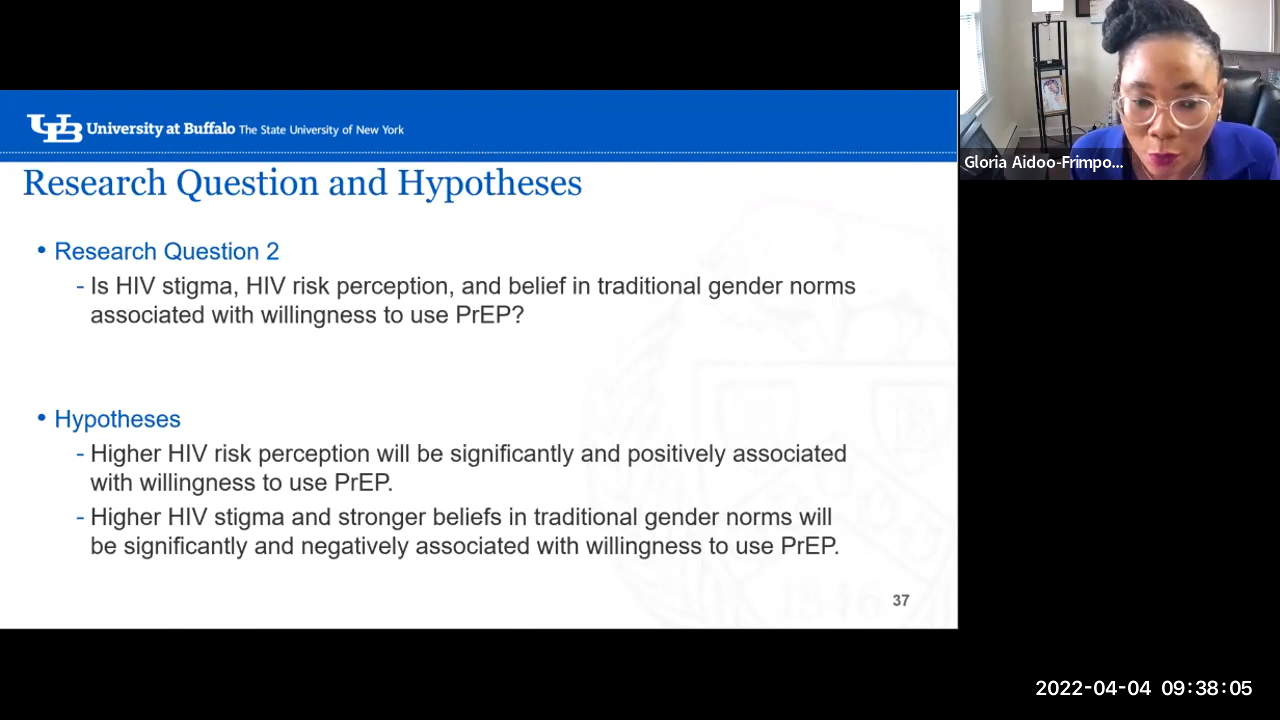 UB University at Buffalo The State University of New York
Research Question and Hypotheses
• Research Question 2
- Is HIV stigma, HIV risk perception, and belief in traditional gender norms
associated with willingness to use PrEP?
• Hypotheses
- Higher HIV risk perception will be significantly and positively associated
with willingness to use PrEP.
- Higher HIV stigma and stronger beliefs in traditional gender norms will
be significantly and negatively associated with willingness to use PrEP.
37
Gloria Aidoo-Frimpo...
2022-04-04 09:38:05